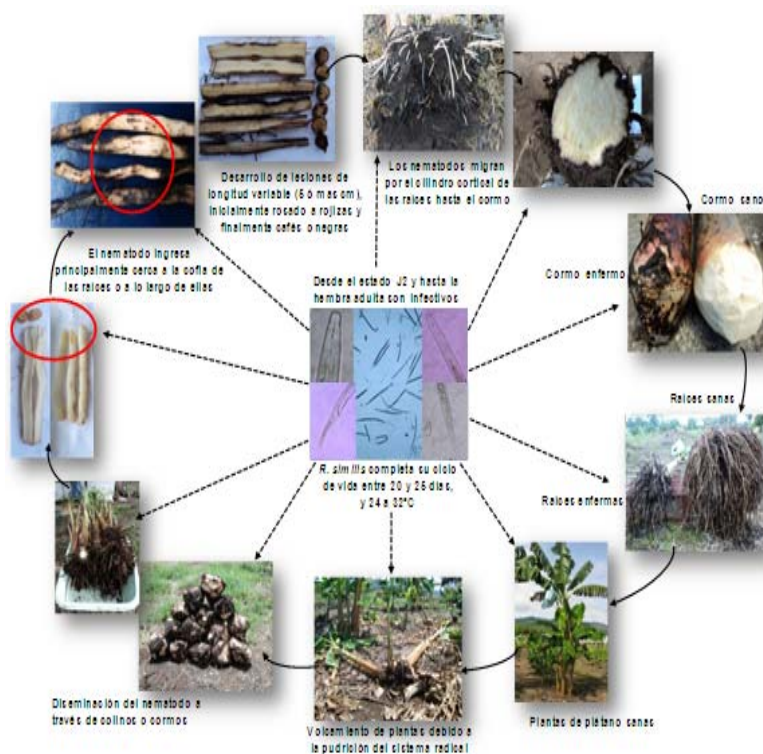 Desarrollo de lesiones de
longitud variable (5 ó mas cm),
inicialmente rosado a rojizas y
finalmente cafés o negras
Los nematodos migran
por el cilindro cortical de
las raíces hasta el cormo
Cormo sano
Cormo enfermo
Raíces sanas
Raíces enfermas
Plantas de plátano sanas
Volcamiento de plantas debido a
la pudrición del sistema radical
Diseminación del nematodo a
través de colinos o cormos
El nematodo ingresa
principalmente cerca a la cofia de
las raíces o a lo largo de ellas
Desde el estado J2 y hasta la
hembra adulta son infectivos
R. similis completa su ciclo
de vida entre 20 y 25 días,
y 24 a 32°C